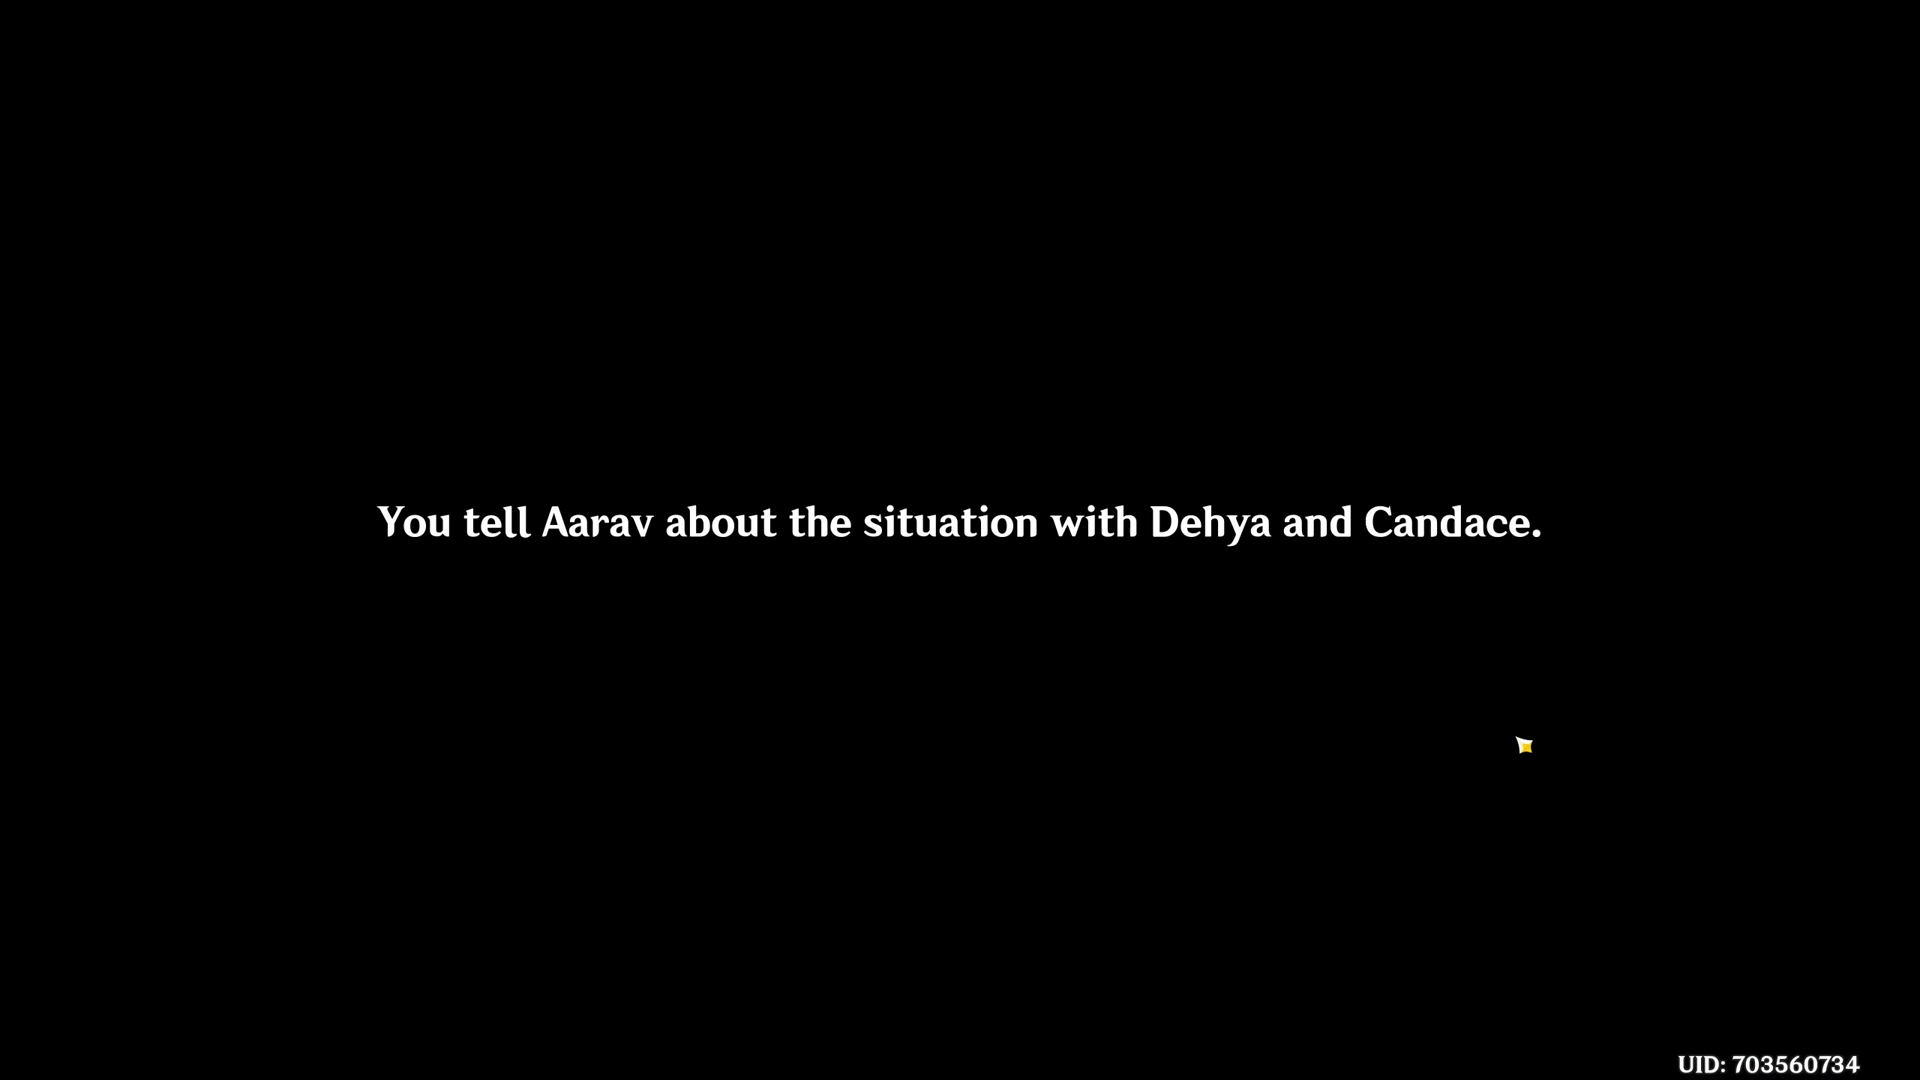 You tell Aarav about the situation with Dehya and Candace.
UID: 703560734